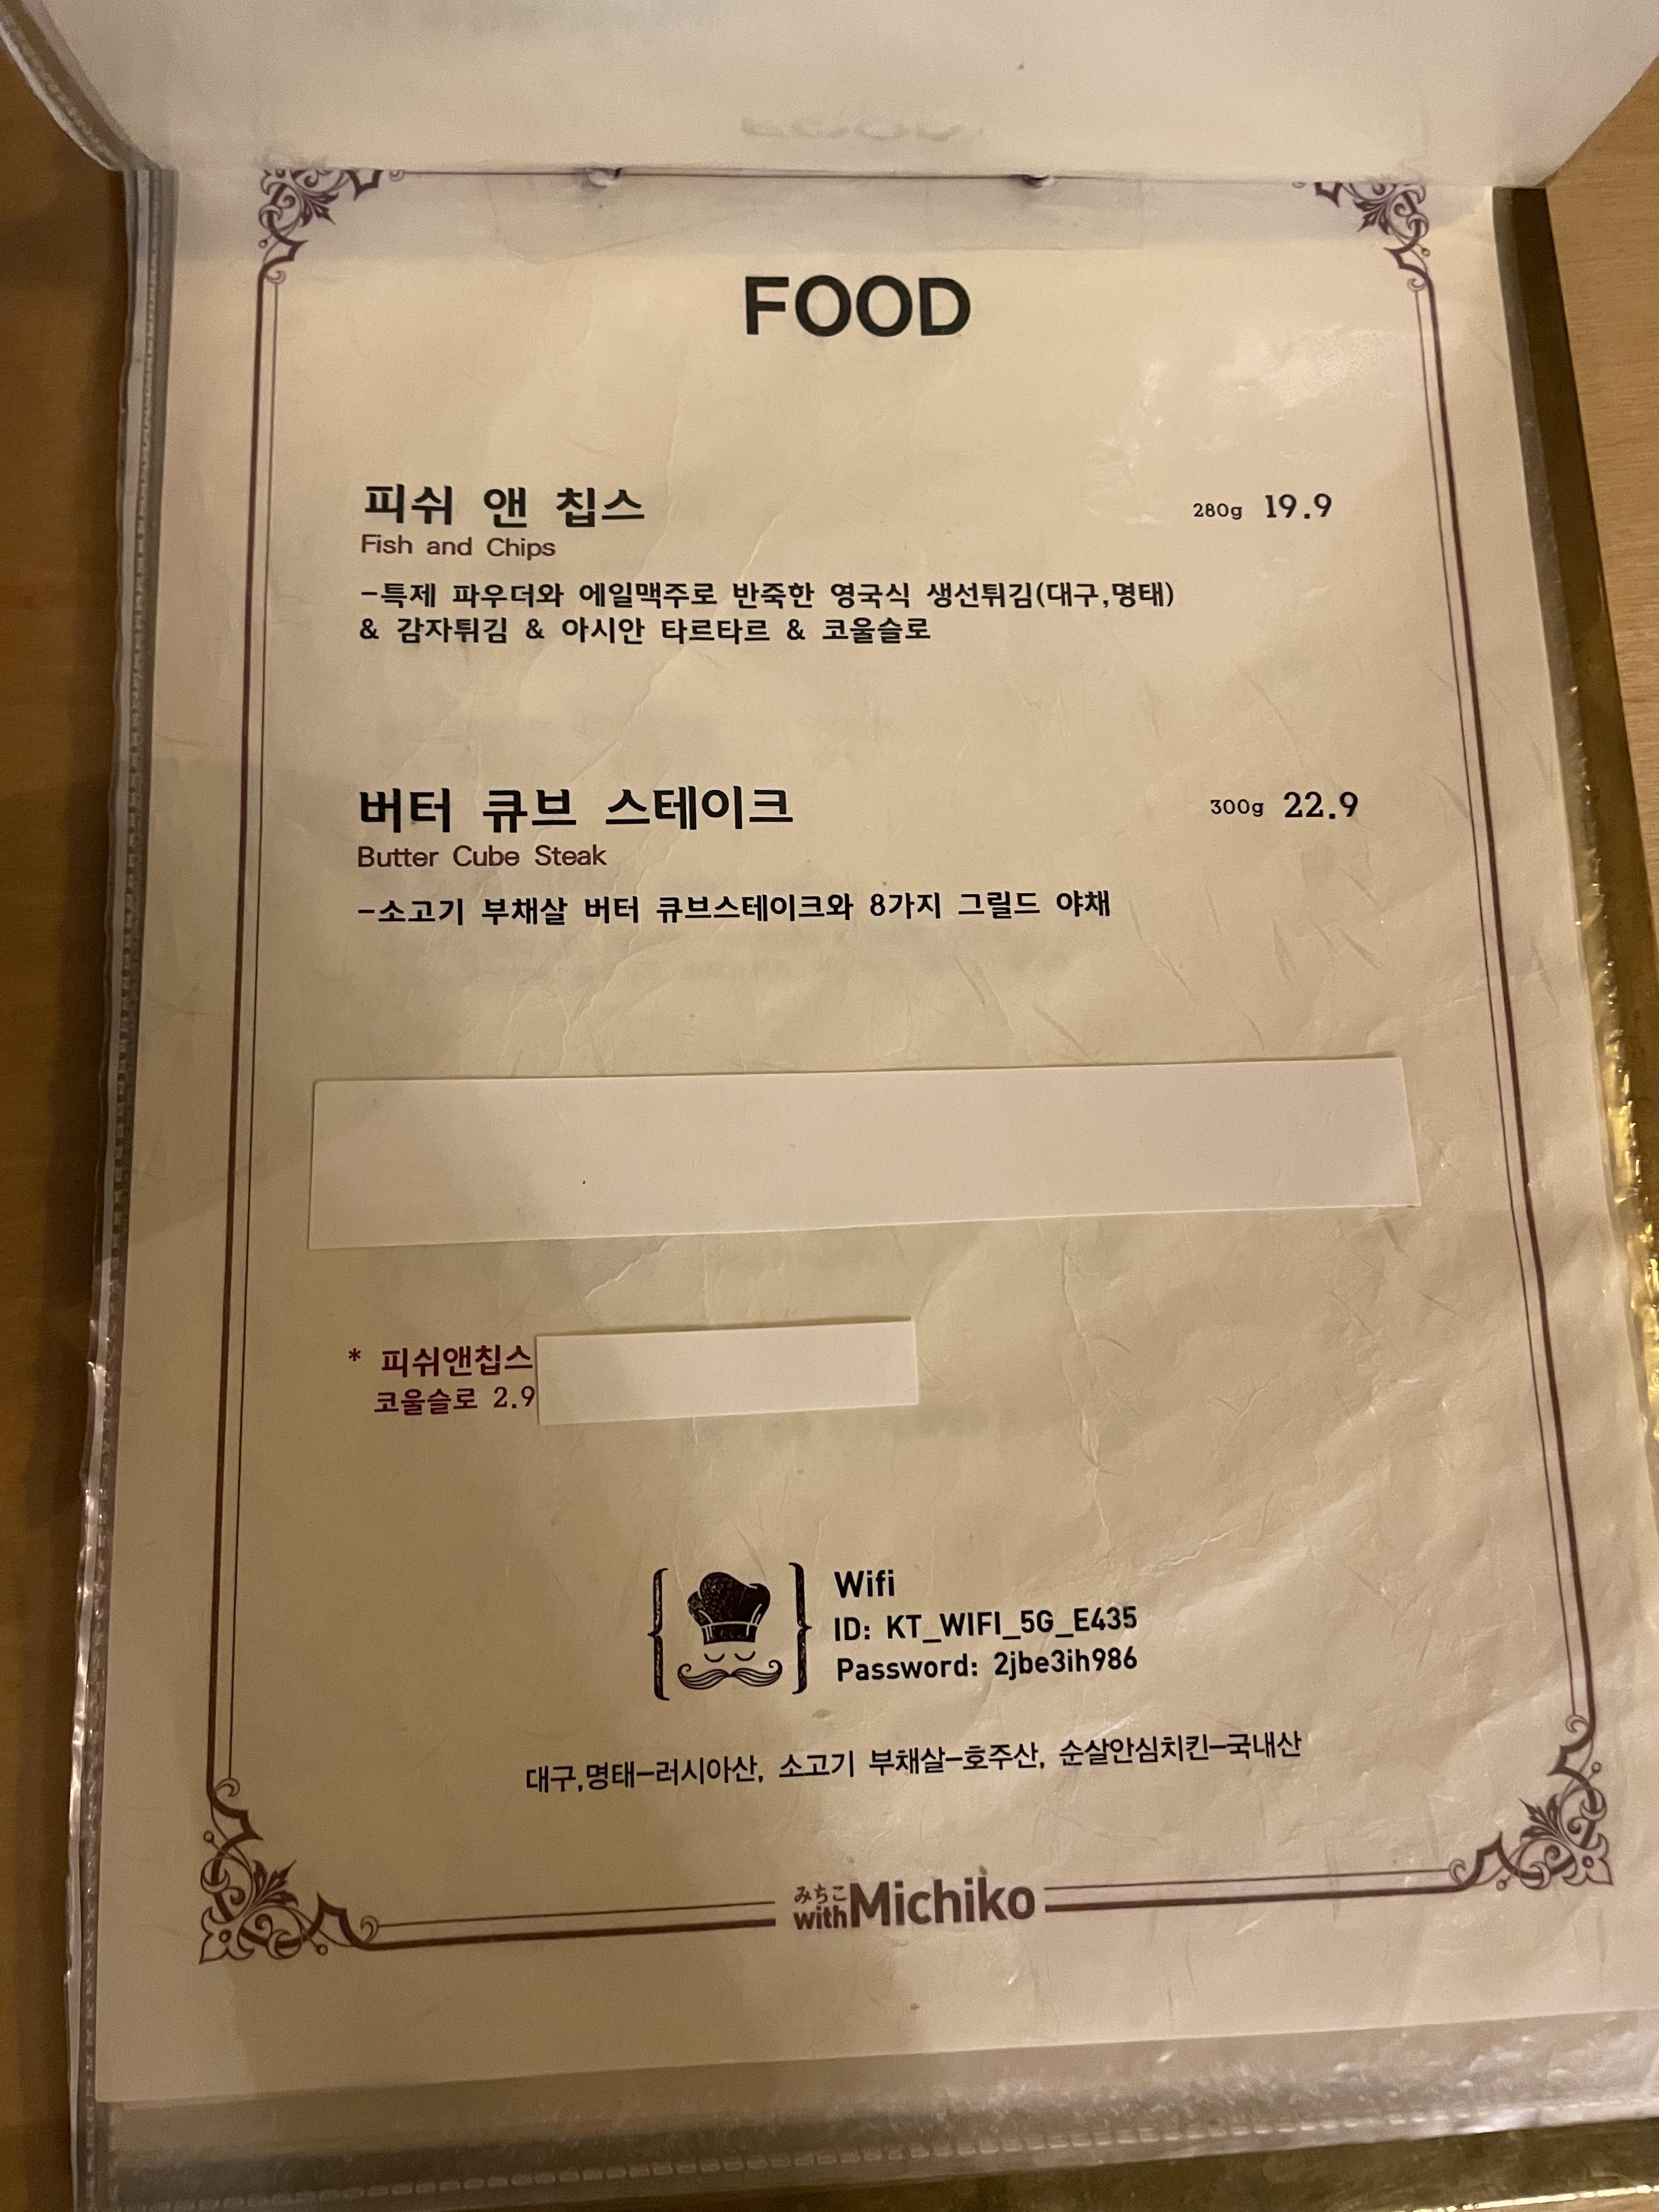 FOOD
피쉬 앤 칩스 280g 19.9
Fish and Chips
-특제 파우더와 에일맥주로 반죽한 영국식 생선튀김(대구,명태)
& 감자튀김 & 아시안 타르타르 & 코울슬로
버터 큐브 스테이크 300g 22.9
Butter Cube Steak
-소고기 부채살 버터 큐브스테이크와 8가지 그릴드 야채
* 피쉬앤칩스
코울슬로 2.9
Wifi
ID: KT_WIFI_5G_E435
Password: 2jbe3ih986
대구,명태-러시아산, 소고기 부채살-호주산, 순살안심치킨-국내산
みちこ
with Michiko